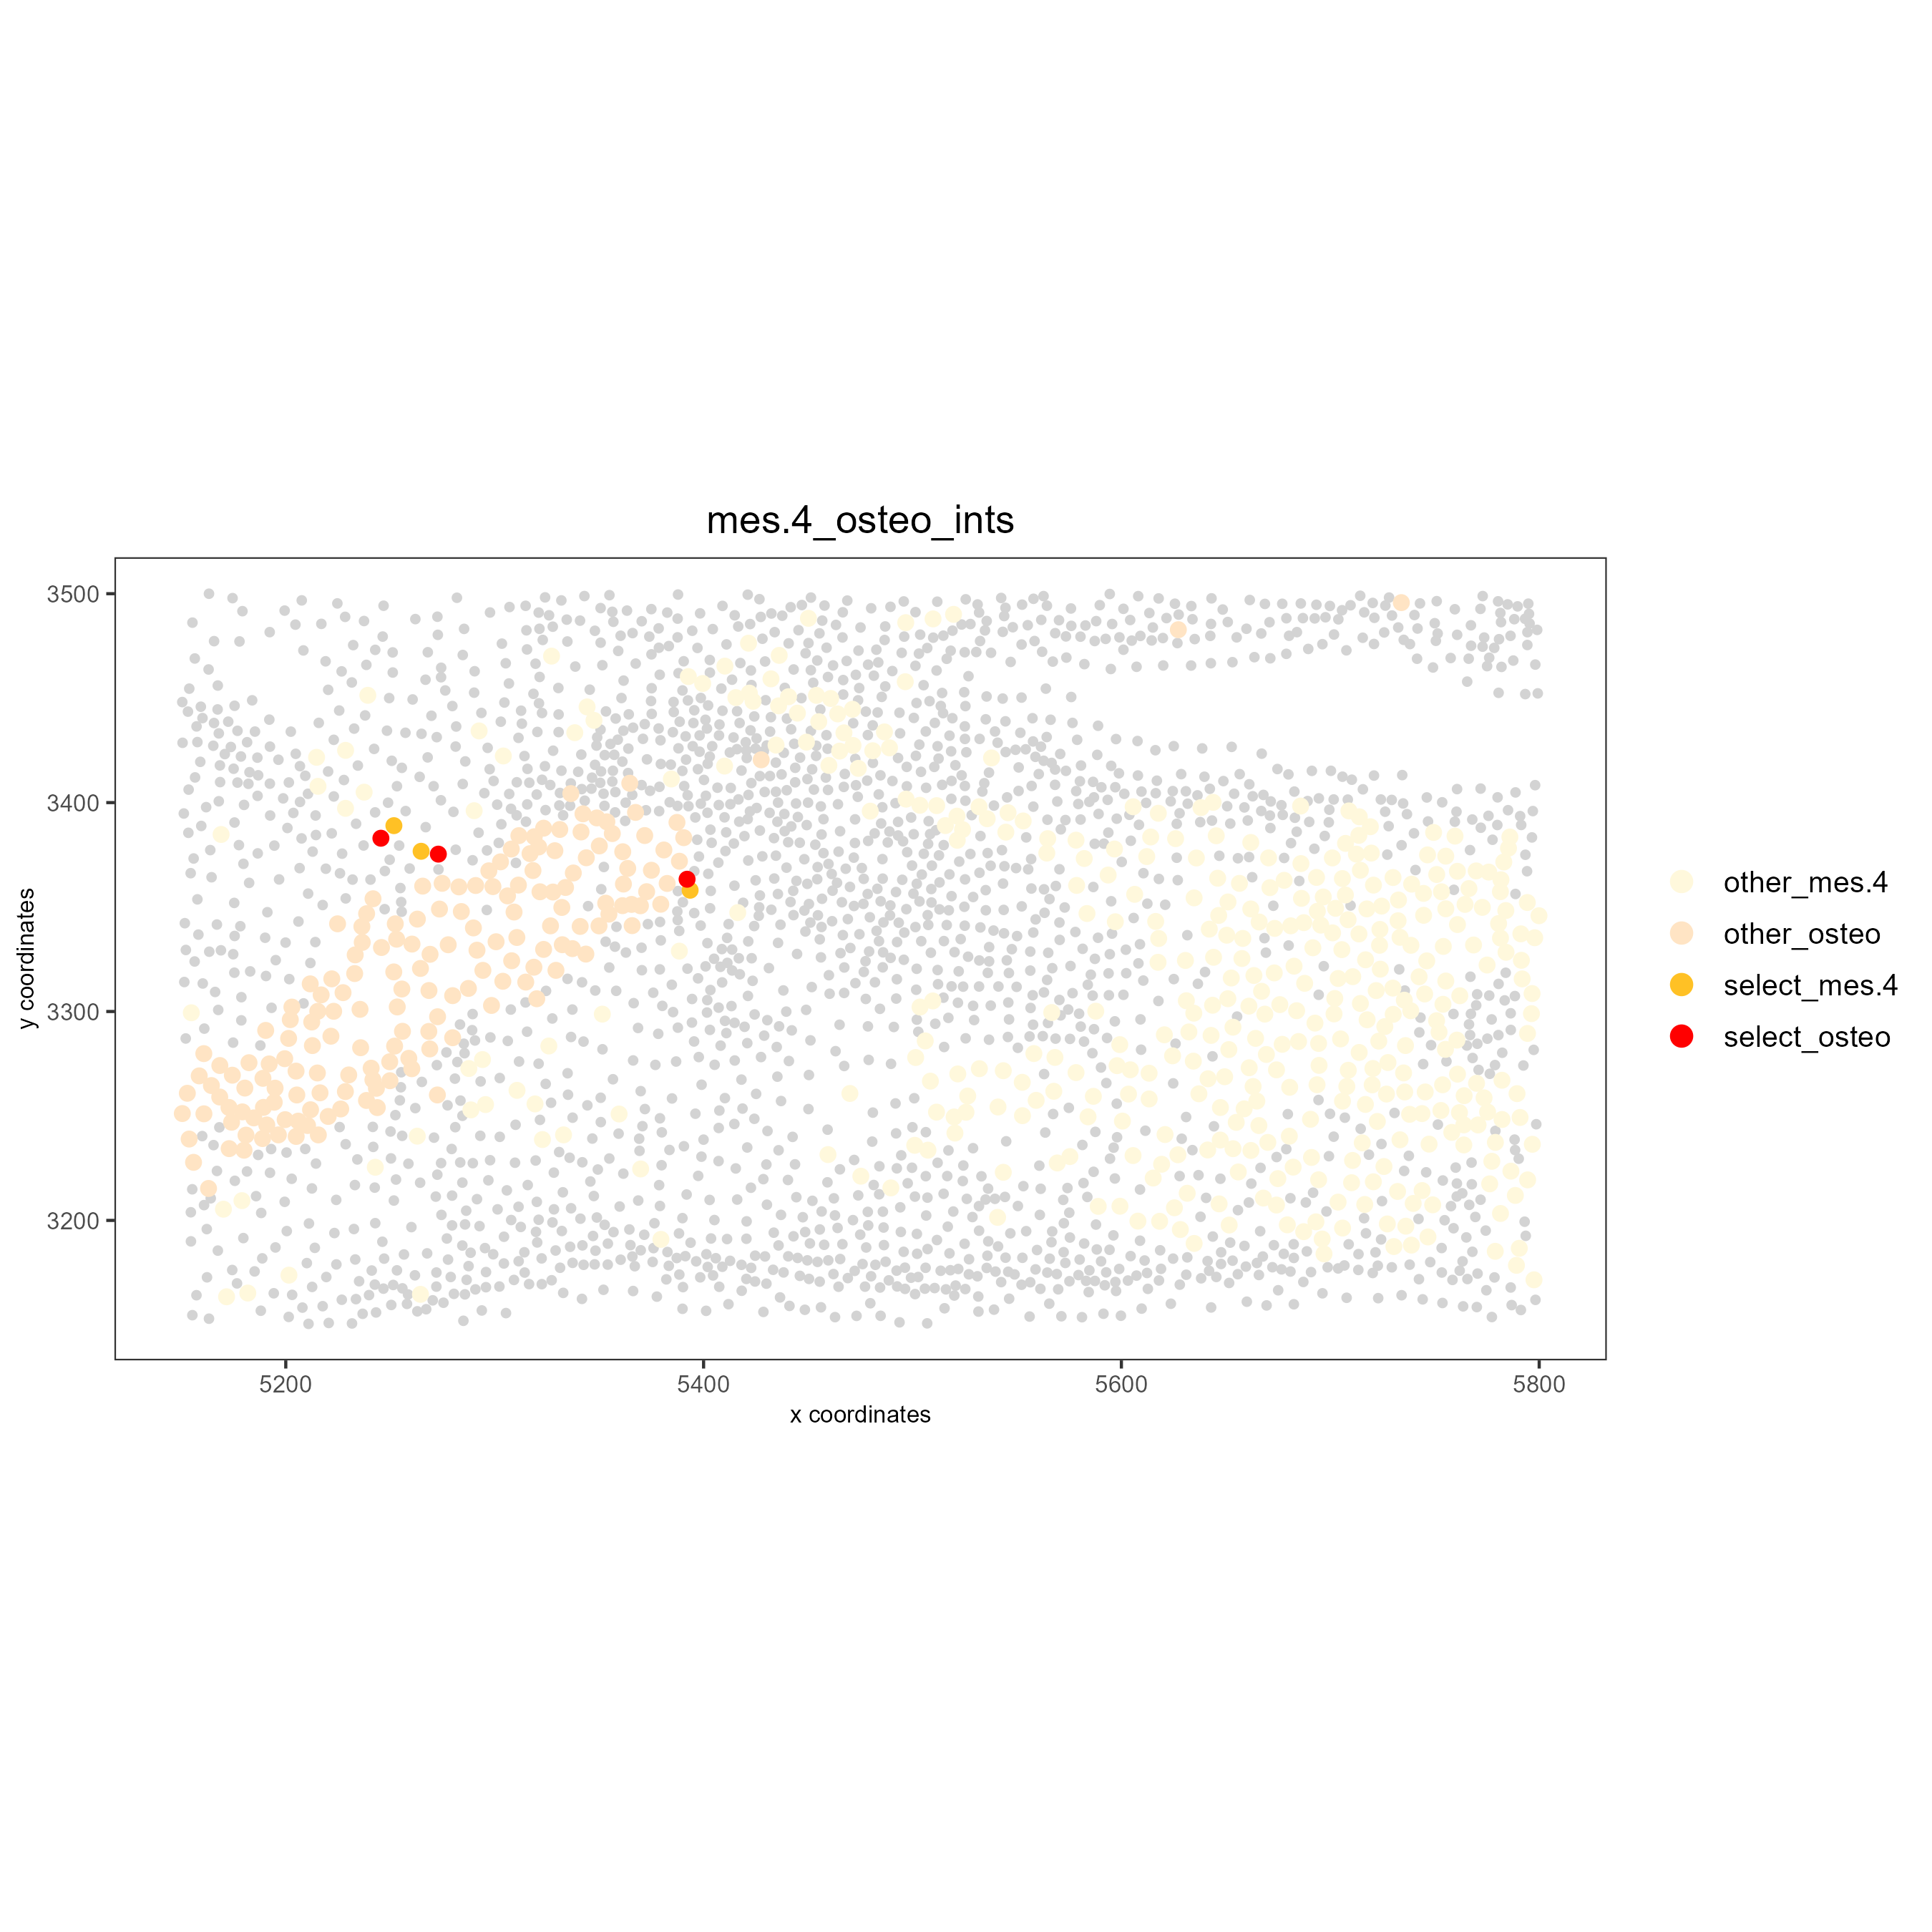 mes.4_osteo_ints
3500
3400
3300
3200
y coordinates
5200
5400
5600
5800
x coordinates
other_mes.4
other_osteo
select_mes.4
select_osteo